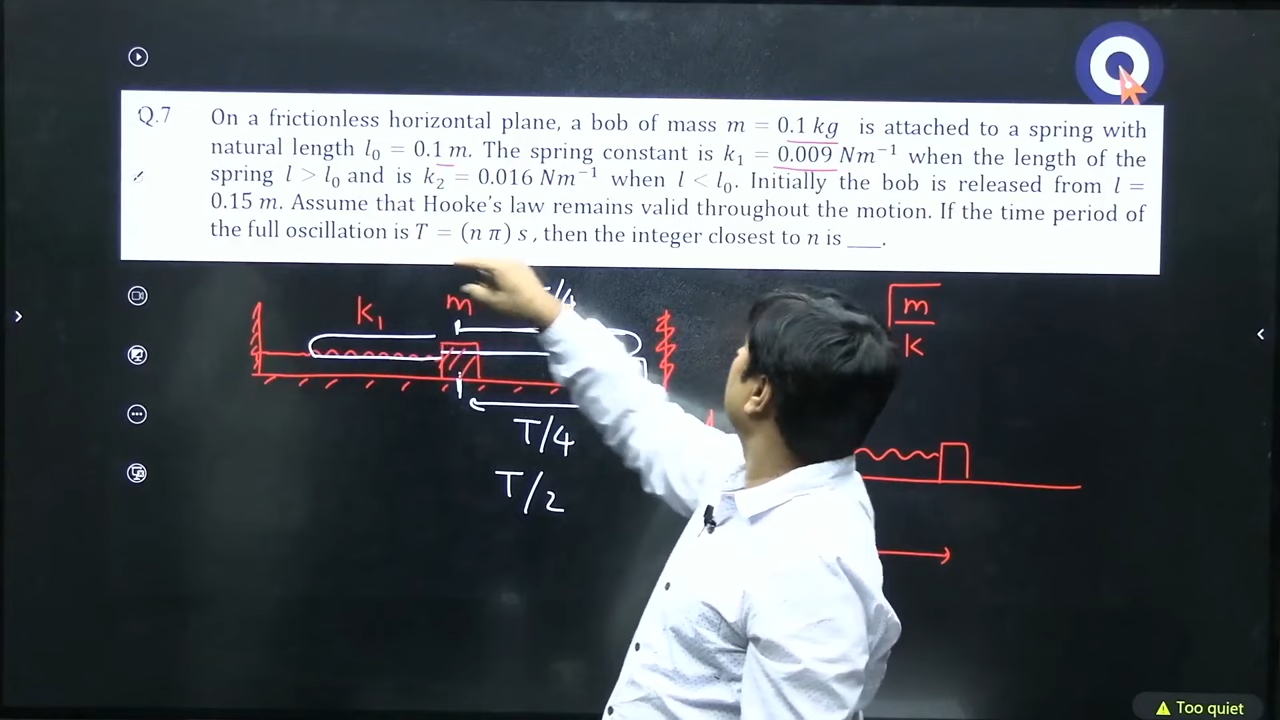 Q.7 On a frictionless horizontal plane, a bob of mass m = 0.1 kg is attached to a spring with
natural length l₀ = 0.1 m. The spring constant is k₁ = 0.009 Nm⁻¹ when the length of the
spring l > l₀ and is k₂ = 0.016 Nm⁻¹ when l < l₀. Initially the bob is released from l =
0.15 m. Assume that Hooke's law remains valid throughout the motion. If the time period of
the full oscillation is T = (n π) s, then the integer closest to n is ___.
k₁ m /4
m
K
T/4
T/2
Too quiet